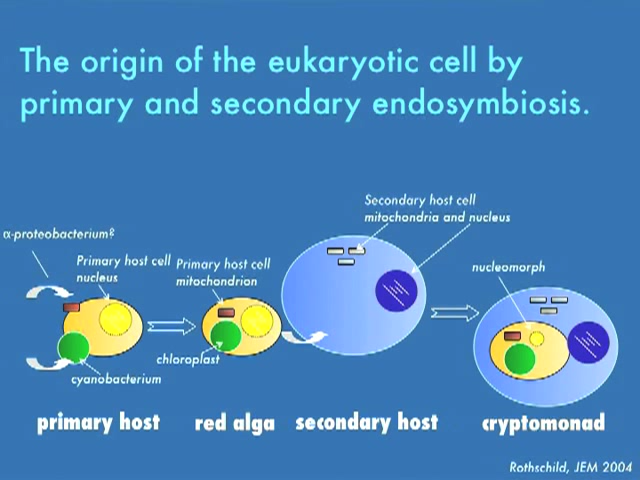 The origin of the eukaryotic cell by
primary and secondary endosymbiosis.
Secondary host cell
mitochondria and nucleus
α-proteobacterium?
Primary host cell
nucleus
Primary host cell
mitochondrion
nucleomorph
chloroplast
cyanobacterium
primary host
red alga
secondary host
cryptomonad
Rothschild, JEM 2004